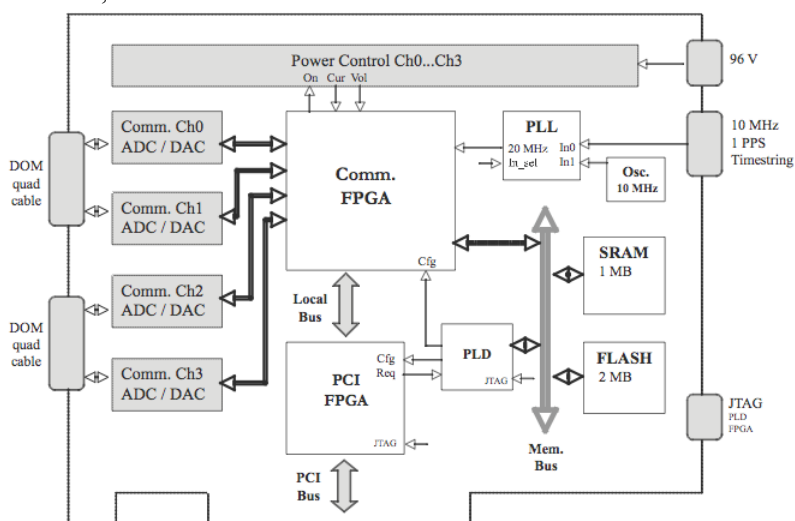 Power Control Ch0...Ch3
On Cur Vol
96 V
Comm. Ch0
ADC / DAC
DOM
quad
cable
Comm. Ch1
ADC / DAC
Comm.
FPGA
Cfg
PLL
20 MHz In0
In_sel In1
Osc.
10 MHz
10 MHz
1 PPS
Timestring
Comm. Ch2
ADC / DAC
DOM
quad
cable
Comm. Ch3
ADC / DAC
Local
Bus
SRAM
1 MB
FLASH
2 MB
PLD
JTAG
Cfg
Req
PCI
FPGA
JTAG
JTAG
PLD
FPGA
Mem.
Bus
PCI
Bus